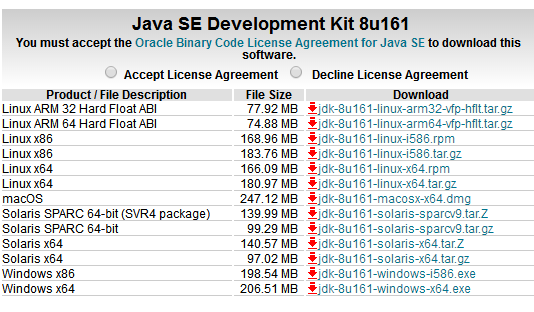 Java SE Development Kit 8u161
You must accept the Oracle Binary Code License Agreement for Java SE to download this
software.
Accept License Agreement Decline License Agreement
Product / File Description File Size Download
Linux ARM 32 Hard Float ABI 77.92 MB jdk-8u161-linux-arm32-vfp-hflt.tar.gz
Linux ARM 64 Hard Float ABI 74.88 MB jdk-8u161-linux-arm64-vfp-hflt.tar.gz
Linux x86 168.96 MB jdk-8u161-linux-i586.rpm
Linux x86 183.76 MB jdk-8u161-linux-i586.tar.gz
Linux x64 166.09 MB jdk-8u161-linux-x64.rpm
Linux x64 180.97 MB jdk-8u161-linux-x64.tar.gz
macOS 247.12 MB jdk-8u161-macosx-x64.dmg
Solaris SPARC 64-bit (SVR4 package) 139.99 MB jdk-8u161-solaris-sparcv9.tar.Z
Solaris SPARC 64-bit 99.29 MB jdk-8u161-solaris-sparcv9.tar.gz
Solaris x64 140.57 MB jdk-8u161-solaris-x64.tar.Z
Solaris x64 97.02 MB jdk-8u161-solaris-x64.tar.gz
Windows x86 198.54 MB jdk-8u161-windows-i586.exe
Windows x64 206.51 MB jdk-8u161-windows-x64.exe